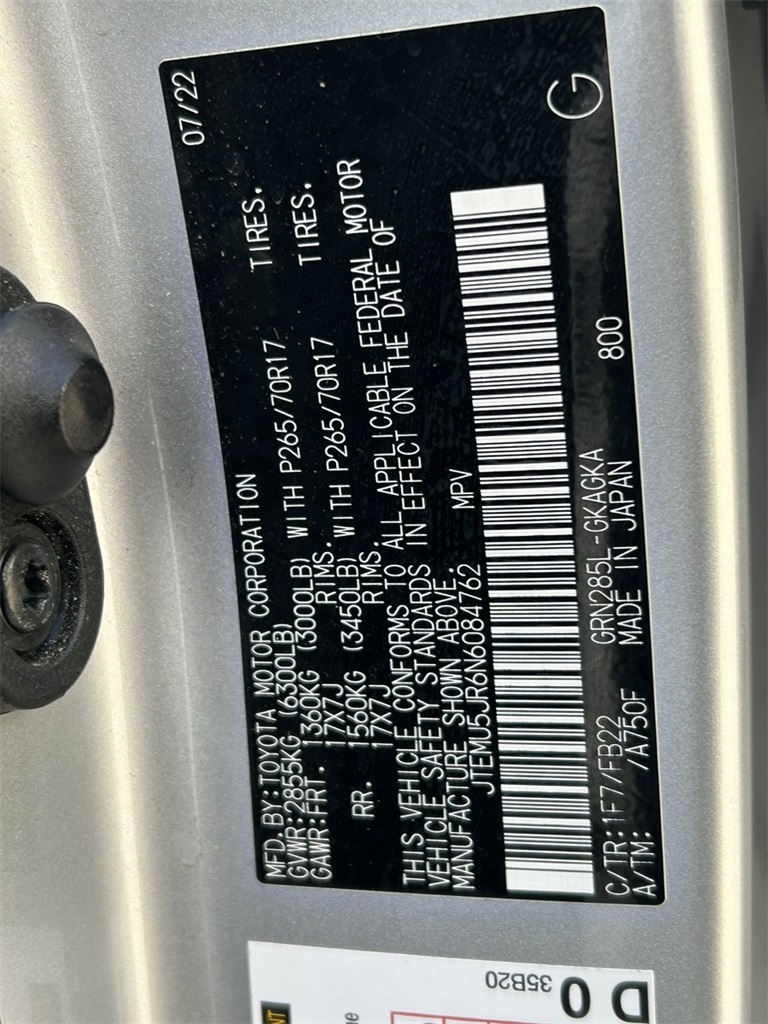 MFD. BY: TOYOTA MOTOR CORPORATION 07/22
GVWR: 2855KG (6300LB)
GAWR: FRT. 1360KG (3000LB) WITH P265/70R17 TIRES.
17X7J RIMS.
RR. 1560KG (3450LB) WITH P265/70R17 TIRES.
17X7J RIMS.
THIS VEHICLE CONFORMS TO ALL APPLICABLE FEDERAL MOTOR
VEHICLE SAFETY STANDARDS IN EFFECT ON THE DATE OF
MANUFACTURE SHOWN ABOVE.
JTEMU5JR6N6084762 MPV
G
C/TR: 1F7/FB22 GRN285L-GKAGKA 800
A/TM: /A750F MADE IN JAPAN
35B20